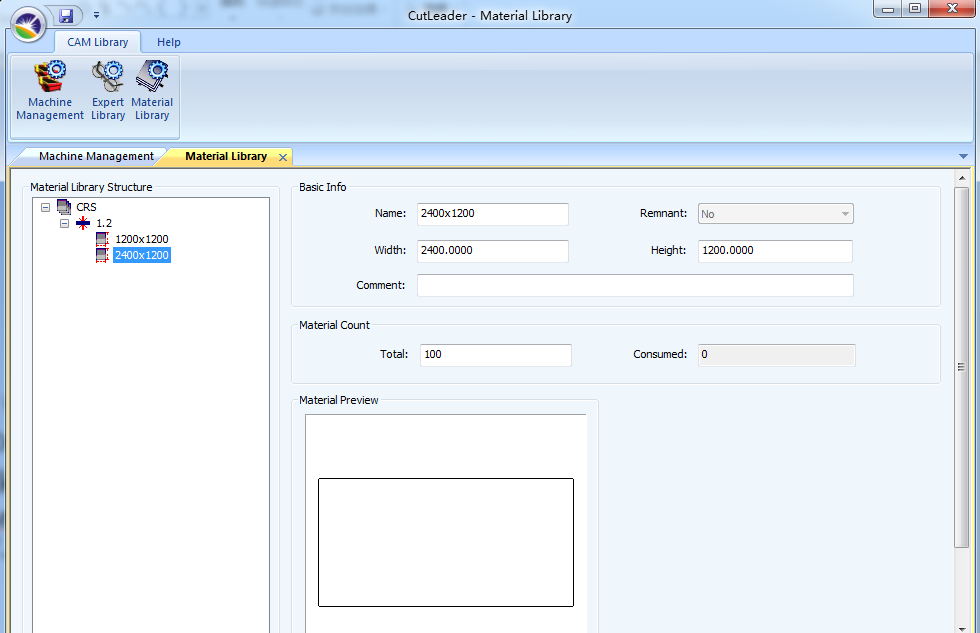 CutLeader - Material Library
CAM Library Help
Machine Management
Expert Library
Material Library
Machine Management Material Library
Material Library Structure
CRS
1.2
1200x1200
2400x1200
Basic Info
Name: 2400x1200 Remnant: No
Width: 2400.0000 Height: 1200.0000
Comment:
Material Count
Total: 100 Consumed: 0
Material Preview